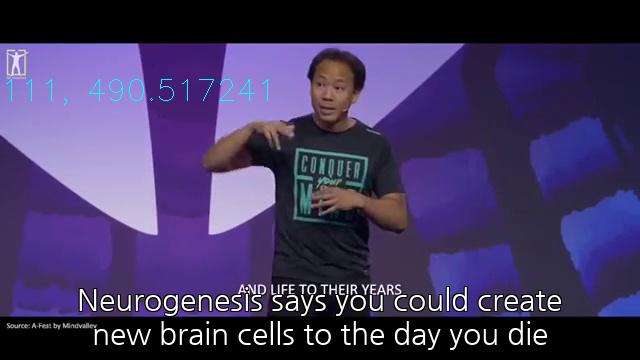 111, 490.517241
CONQUER
YOUR
AND LIFE TO THEIR YEARS
Neurogenesis says you could create
new brain cells to the day you die
Source: A-Fest by Mindvalley